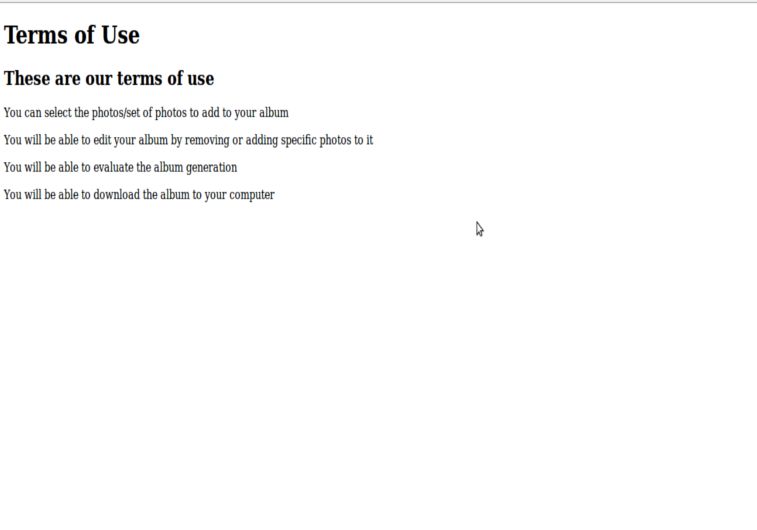 Terms of Use
These are our terms of use
You can select the photos/set of photos to add to your album
You will be able to edit your album by removing or adding specific photos to it
You will be able to evaluate the album generation
You will be able to download the album to your computer